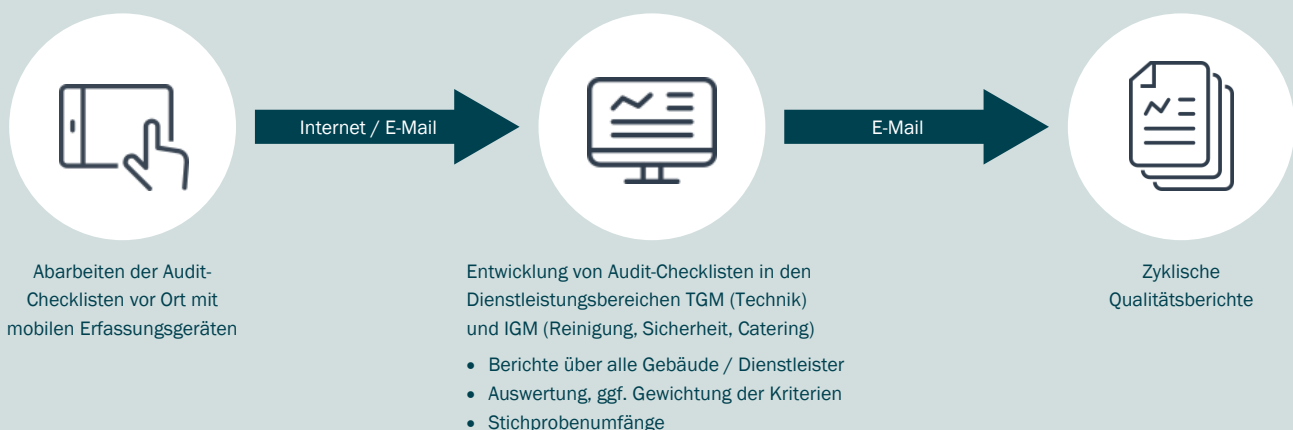 Internet / E-Mail
E-Mail
Abarbeiten der Audit-
Checklisten vor Ort mit
mobilen Erfassungsgeräten
Entwicklung von Audit-Checklisten in den
Dienstleistungsbereichen TGM (Technik)
und IGM (Reinigung, Sicherheit, Catering)
• Berichte über alle Gebäude / Dienstleister
• Auswertung, ggf. Gewichtung der Kriterien
• Stichprobenumfänge
Zyklische
Qualitätsberichte